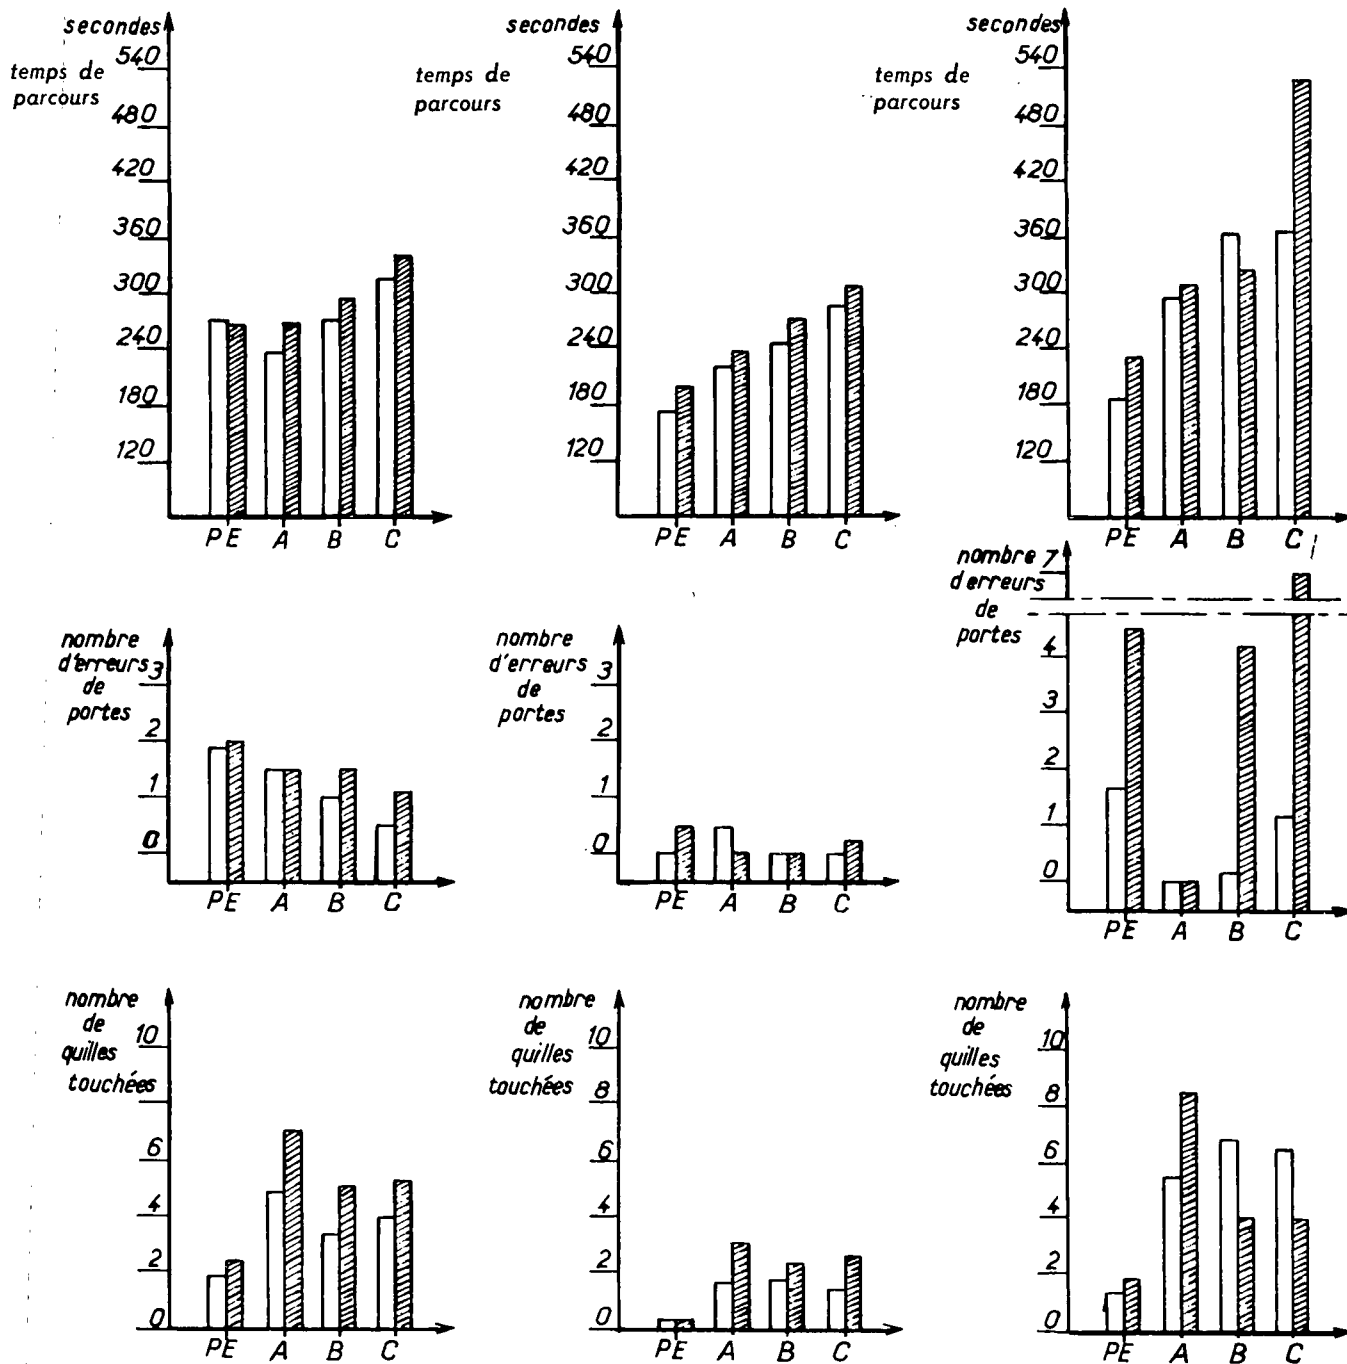 secondes
540
temps de
parcours
480
420
360
300
240
180
120
PE A B C
secondes
540
temps de
parcours
480
420
360
300
240
180
120
PE A B C
secondes
540
temps de
parcours
480
420
360
300
240
180
120
PE A B C
nombre
d'erreurs
de
portes
3
2
1
0
PE A B C
nombre
d'erreurs
de
portes
3
2
1
0
PE A B C
nombre 7
d'erreurs
de
portes
4
3
2
1
0
PE A B C
nombre
de
quilles
touchées
10
6
4
2
0
PE A B C
nombre
de
quilles
touchées
10
8
6
4
2
0
PE A B C
nombre
de
quilles
touchées
10
8
6
4
2
0
PE A B C